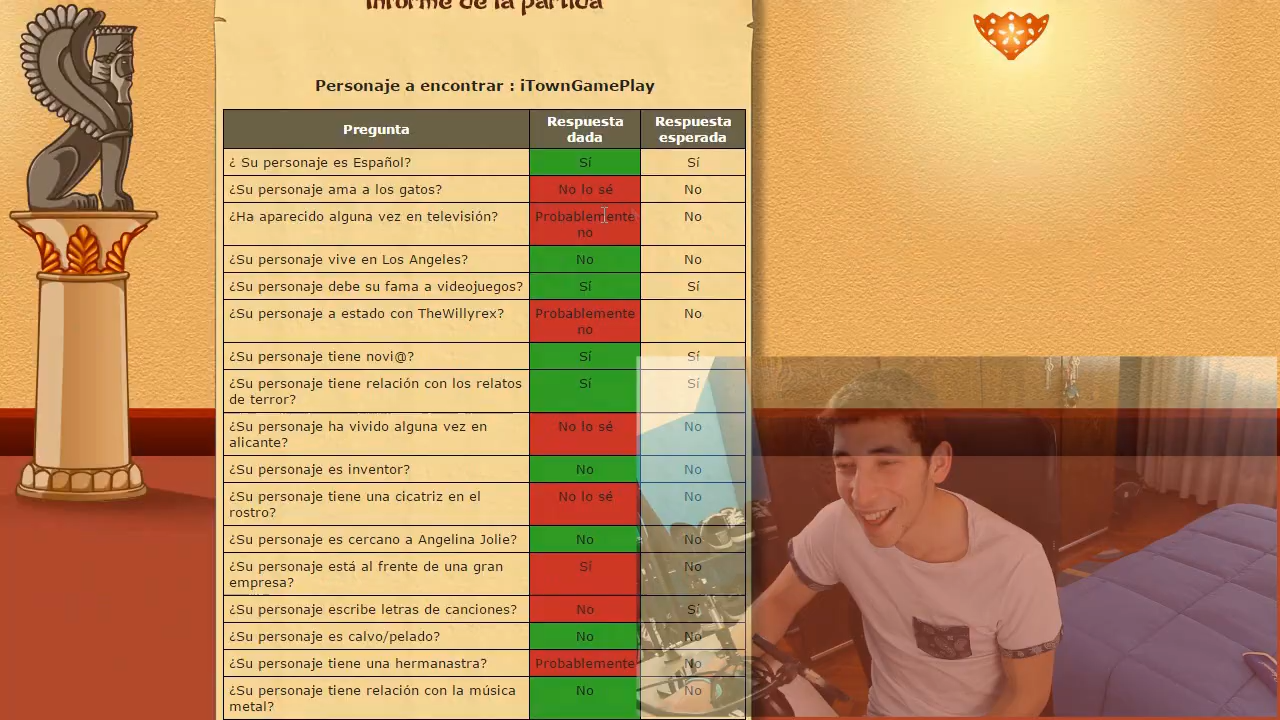 Informe de la partida
Personaje a encontrar : iTownGamePlay
Pregunta Respuesta dada Respuesta esperada
¿ Su personaje es Español? Sí Sí
¿Su personaje ama a los gatos? No lo sé No
¿Ha aparecido alguna vez en televisión? Probablemente no No
¿Su personaje vive en Los Angeles? No No
¿Su personaje debe su fama a videojuegos? Sí Sí
¿Su personaje a estado con TheWillyrex? Probablemente no No
¿Su personaje tiene novi@? Sí Sí
¿Su personaje tiene relación con los relatos de terror? Sí Sí
¿Su personaje ha vivido alguna vez en alicante? No lo sé No
¿Su personaje es inventor? No No
¿Su personaje tiene una cicatriz en el rostro? No lo sé No
¿Su personaje es cercano a Angelina Jolie? No No
¿Su personaje está al frente de una gran empresa? Sí No
¿Su personaje escribe letras de canciones? No Sí
¿Su personaje es calvo/pelado? No No
¿Su personaje tiene una hermanastra? Probablemente No
¿Su personaje tiene relación con la música metal? No No